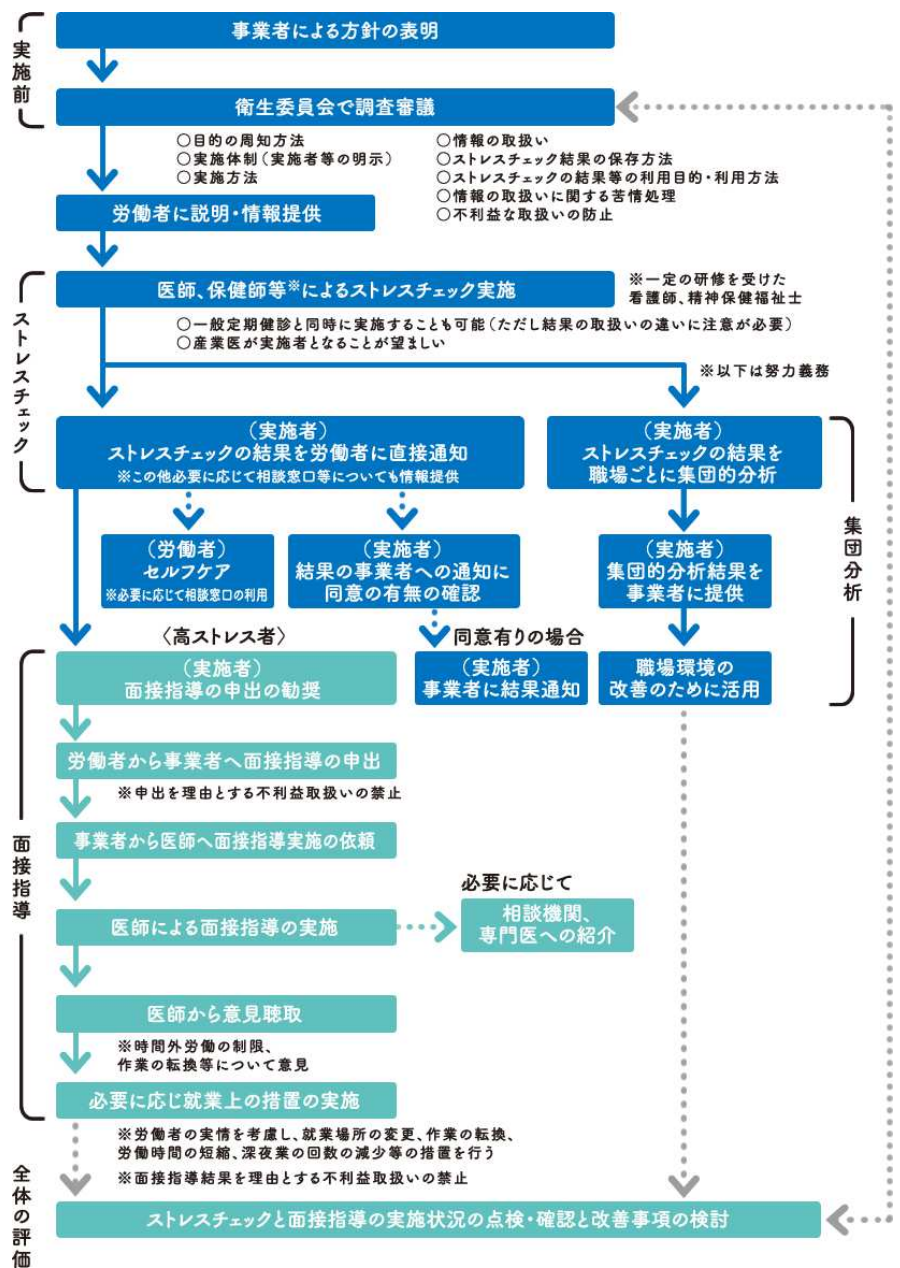 実施前
事業者による方針の表明
衛生委員会で調査審議
○目的の周知方法
○実施体制（実施者等の明示）
○実施方法
○情報の取扱い
○ストレスチェック結果の保存方法
○ストレスチェックの結果等の利用目的・利用方法
○情報の取扱いに関する苦情処理
○不利益な取扱いの防止
労働者に説明・情報提供
ストレスチェック
医師、保健師等※によるストレスチェック実施
※一定の研修を受けた
看護師、精神保健福祉士
○一般定期健診と同時に実施することも可能（ただし結果の取扱いの違いに注意が必要）
○産業医が実施者となることが望ましい
※以下は努力義務
（実施者）
ストレスチェックの結果を労働者に直接通知
※この他必要に応じて相談窓口等についても情報提供
（実施者）
ストレスチェックの結果を
職場ごとに集団的分析
集団分析
（労働者）
セルフケア
※必要に応じて相談窓口の利用
（実施者）
結果の事業者への通知に
同意の有無の確認
（実施者）
集団的分析結果を
事業者に提供
〈高ストレス者〉
同意有りの場合
面接指導
（実施者）
面接指導の申出の勧奨
（実施者）
事業者に結果通知
職場環境の
改善のために活用
労働者から事業者へ面接指導の申出
※申出を理由とする不利益取扱いの禁止
事業者から医師へ面接指導実施の依頼
必要に応じて
医師による面接指導の実施
相談機関、
専門医への紹介
医師から意見聴取
※時間外労働の制限、
作業の転換等について意見
必要に応じ就業上の措置の実施
※労働者の実情を考慮し、就業場所の変更、作業の転換、
労働時間の短縮、深夜業の回数の減少等の措置を行う
※面接指導結果を理由とする不利益取扱いの禁止
全体の評価
ストレスチェックと面接指導の実施状況の点検・確認と改善事項の検討